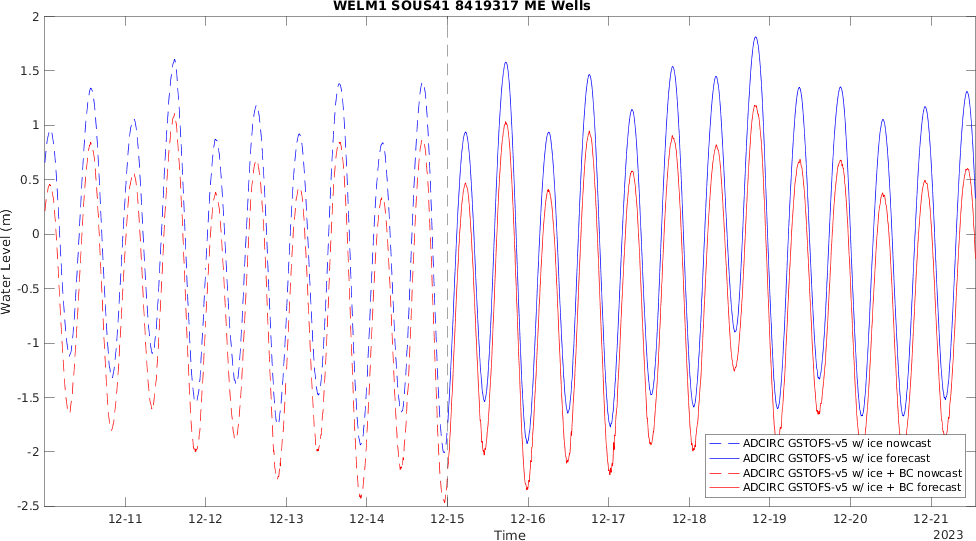 WELM1 SOUS41 8419317 ME Wells
2
1.5
1
0.5
0
-0.5
-1
-1.5
-2
-2.5
Water Level (m)
ADCIRC GSTOFS-v5 w/ ice nowcast
ADCIRC GSTOFS-v5 w/ ice forecast
ADCIRC GSTOFS-v5 w/ ice + BC nowcast
ADCIRC GSTOFS-v5 w/ ice + BC forecast
12-11 12-12 12-13 12-14 12-15 12-16 12-17 12-18 12-19 12-20 12-21
Time
2023